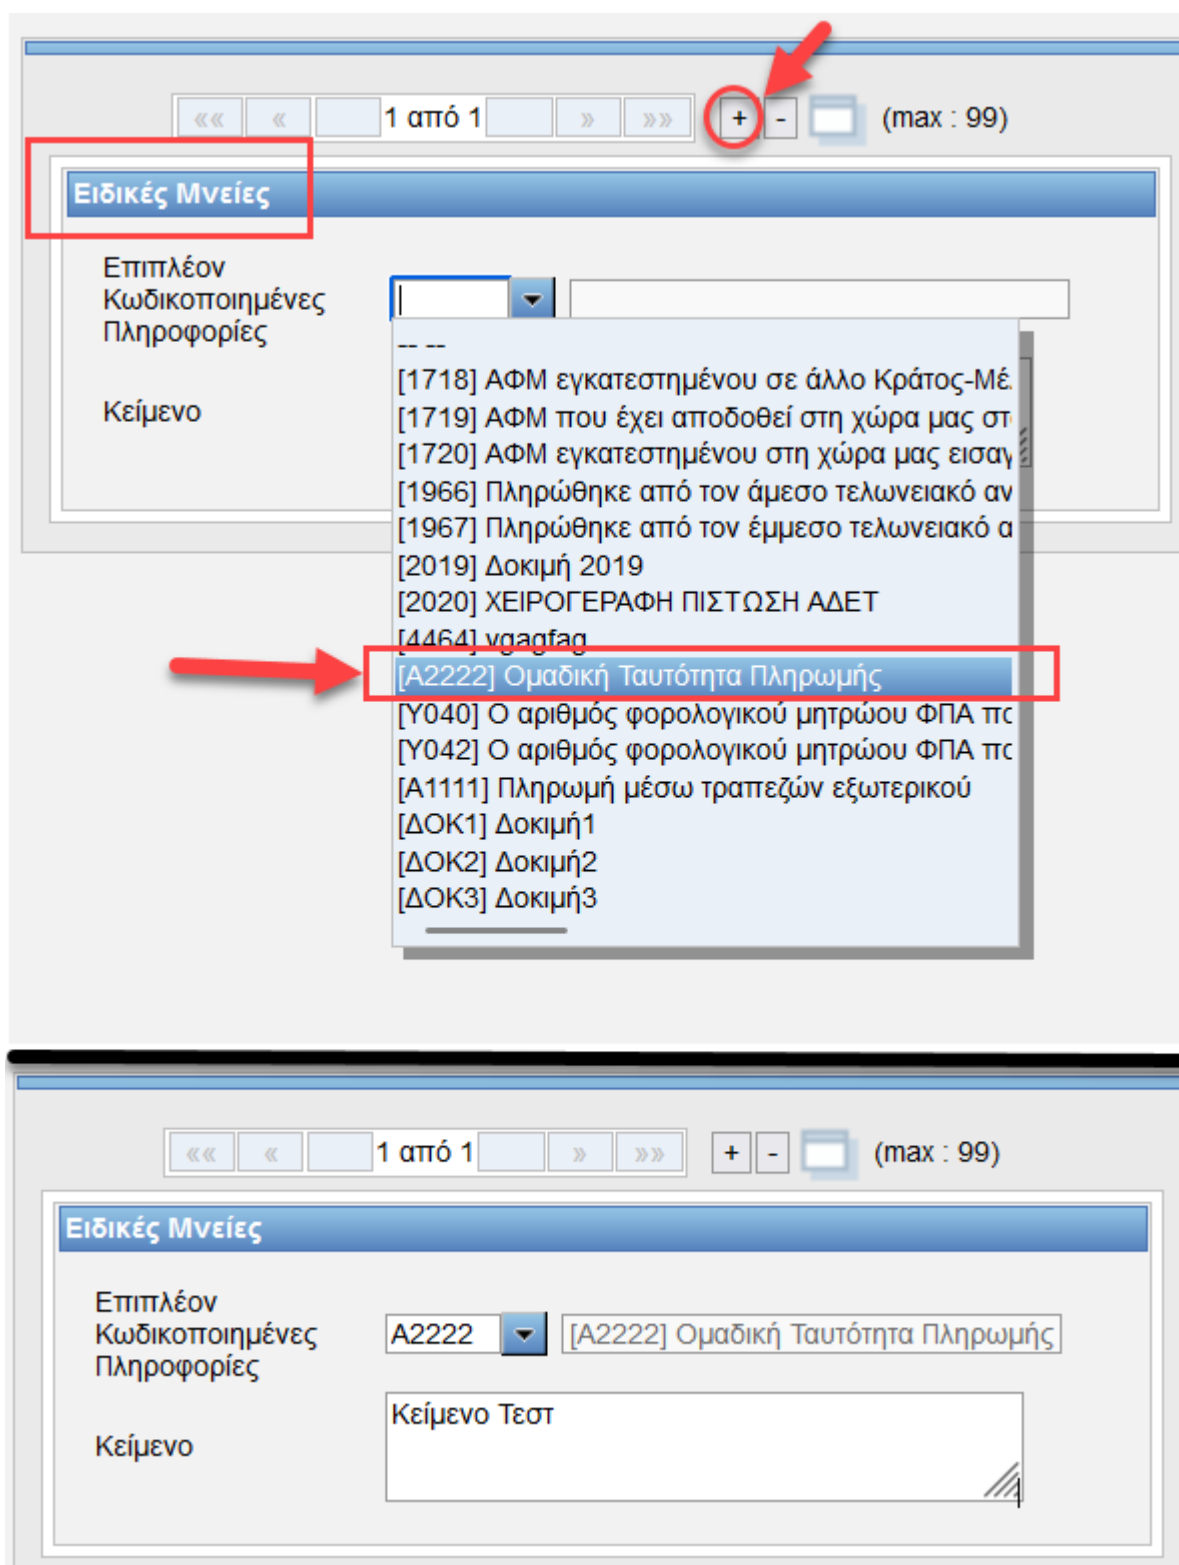 «« « 1 από 1 » »» + - (max : 99)
Ειδικές Μνείες
Επιπλέον
Κωδικοποιημένες
Πληροφορίες
-- --
[1718] ΑΦΜ εγκατεστημένου σε άλλο Κράτος-Μέ
[1719] ΑΦΜ που έχει αποδοθεί στη χώρα μας στ
Κείμενο
[1720] ΑΦΜ εγκατεστημένου στη χώρα μας εισαγ
[1966] Πληρώθηκε από τον άμεσο τελωνειακό αν
[1967] Πληρώθηκε από τον έμμεσο τελωνειακό α
[2019] Δοκιμή 2019
[2020] ΧΕΙΡΟΓΕΡΑΦΗ ΠΙΣΤΩΣΗ ΑΔΕΤ
[4464] vgagfag
[A2222] Ομαδική Ταυτότητα Πληρωμής
[Y040] Ο αριθμός φορολογικού μητρώου ΦΠΑ πο
[Y042] Ο αριθμός φορολογικού μητρώου ΦΠΑ πο
[Α1111] Πληρωμή μέσω τραπεζών εξωτερικού
[ΔΟΚ1] Δοκιμή1
[ΔΟΚ2] Δοκιμή2
[ΔΟΚ3] Δοκιμή3
«« « 1 από 1 » »» + - (max : 99)
Ειδικές Μνείες
Επιπλέον
Κωδικοποιημένες
Πληροφορίες
A2222 [A2222] Ομαδική Ταυτότητα Πληρωμής
Κείμενο
Κείμενο Τεστ